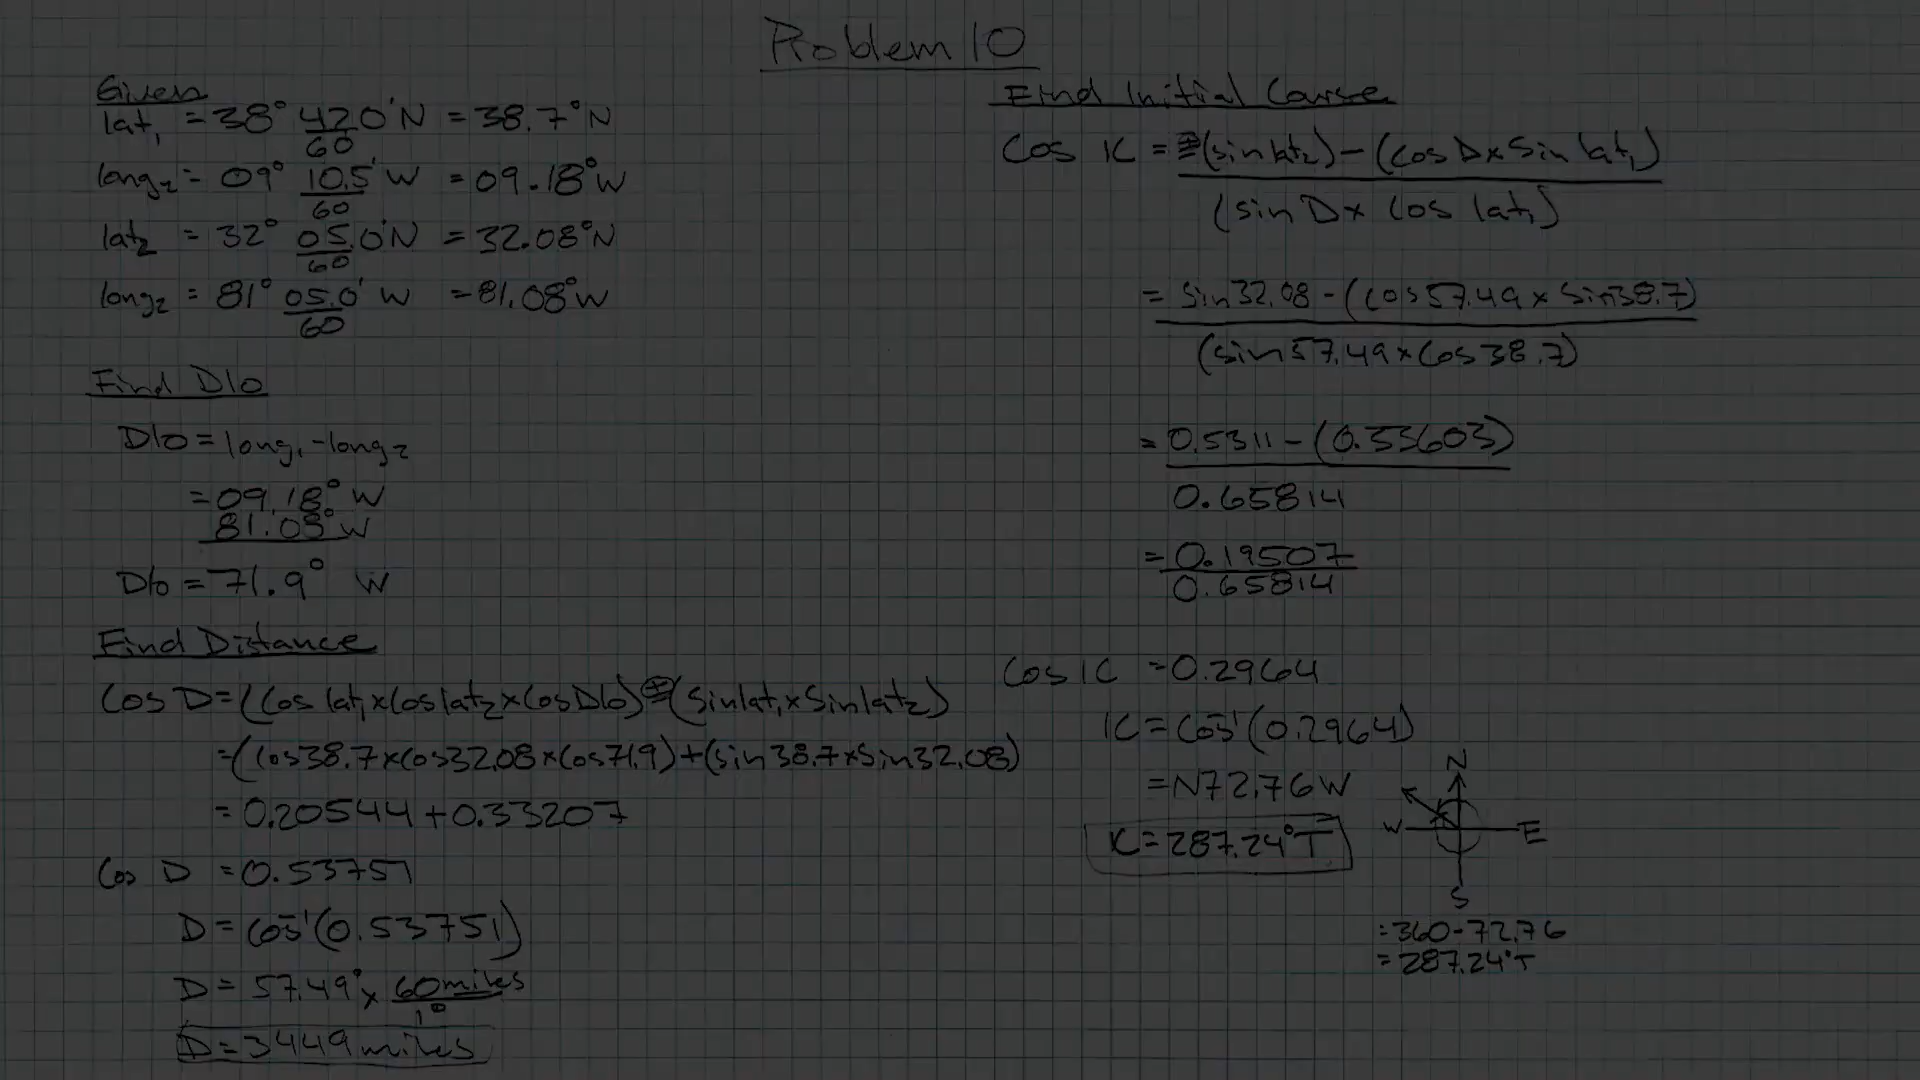 Problem 10
Given
lat₁ = 38° 42.0'N = 38.7°N
60
long₂ = 09° 10.5'W = 09.18°W
60
lat₂ = 32° 05.0'N = 32.08°N
60
long₂ = 81° 05.0'W = 81.08°W
60
Find Dlo
Dlo = long₁ - long₂
= 09.18° W
81.08° W
Dlo = 71.9° W
Find Distance
Cos D = (Cos lat₁ x Cos lat₂ x Cos Dlo) ± (Sin lat₁ x Sin lat₂)
= (Cos 38.7 x Cos 32.08 x Cos 71.9) + (Sin 38.7 x Sin 32.08)
= 0.20544 + 0.33207
Cos D = 0.53751
D = Cos⁻¹(0.53751)
D = 57.49° x 60 miles
1°
D = 3449 miles
Find Initial Course
Cos IC = (Sin lat₂) - (Cos D x Sin lat₁)
(Sin D x Cos lat₁)
= Sin 32.08 - (Cos 57.49 x Sin 38.7)
(Sin 57.49 x Cos 38.7)
= 0.5311 - (0.33603)
0.65814
= 0.19507
0.65814
Cos IC = 0.2964
IC = Cos⁻¹(0.2964)
= N72.76W
IC = 287.24°T
N
W E
S
= 360 - 72.76
= 287.24°T